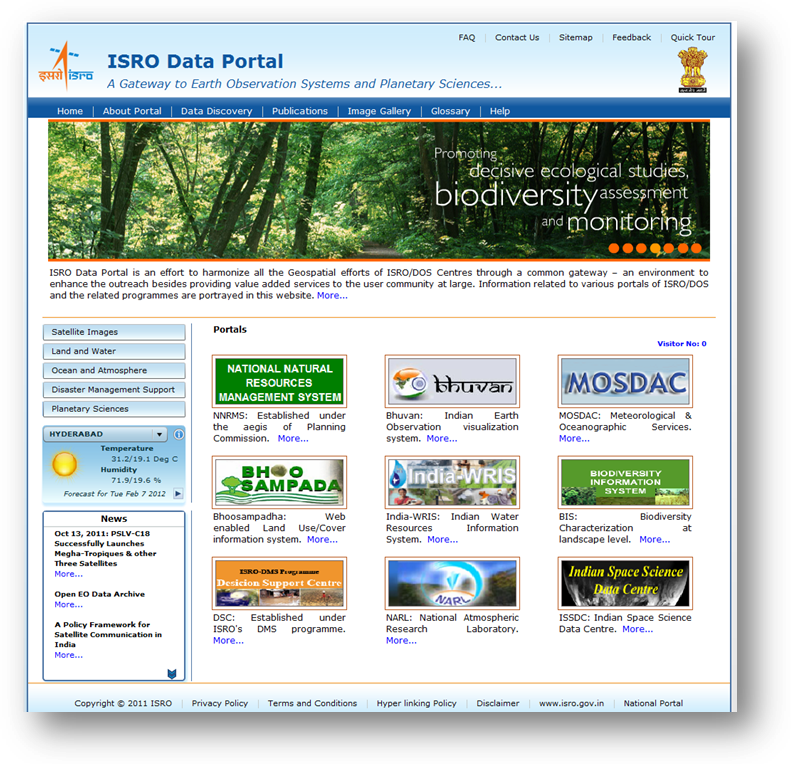 FAQ | Contact Us | Sitemap | Feedback | Quick Tour
इसरो isro
ISRO Data Portal
A Gateway to Earth Observation Systems and Planetary Sciences...
Home | About Portal | Data Discovery | Publications | Image Gallery | Glossary | Help
Promoting
decisive ecological studies,
biodiversity assessment
and monitoring
ISRO Data Portal is an effort to harmonize all the Geospatial efforts of ISRO/DOS Centres through a common gateway – an environment to
enhance the outreach besides providing value added services to the user community at large. Information related to various portals of ISRO/DOS
and the related programmes are portrayed in this website. More...
Satellite Images
Land and Water
Ocean and Atmosphere
Disaster Management Support
Planetary Sciences
HYDERABAD
Temperature
31.2/19.1 Deg C
Humidity
71.9/19.6 %
Forecast for Tue Feb 7 2012
News
Oct 13, 2011: PSLV-C18
Successfully Launches
Megha-Tropiques & other
Three Satellites
More...
Open EO Data Archive
More...
A Policy Framework for
Satellite Communication in
India
More...
Portals
Visitor No: 0
NATIONAL NATURAL
RESOURCES
MANAGEMENT SYSTEM
NNRMS: Established under
the aegis of Planning
Commission. More...
bhuvan
Bhuvan: Indian Earth
Observation visualization
system. More...
MOSDAC
MOSDAC: Meteorological &
Oceanographic Services.
More...
BHOO
SAMPADA
Bhoosampadha: Web
enabled Land Use/Cover
information system. More...
India-WRIS
India-WRIS: Indian Water
Resources Information
System. More...
BIODIVERSITY
INFORMATION
SYSTEM
BIS: Biodiversity
Characterization at
landscape level. More...
ISRO-DMS Programme
Desicion Support Centre
DSC: Established under
ISRO's DMS programme.
More...
NARL
NARL: National Atmospheric
Research Laboratory.
More...
Indian Space Science
Data Centre
ISSDC: Indian Space Science
Data Centre. More...
Copyright © 2011 ISRO | Privacy Policy | Terms and Conditions | Hyper linking Policy | Disclaimer | www.isro.gov.in | National Portal